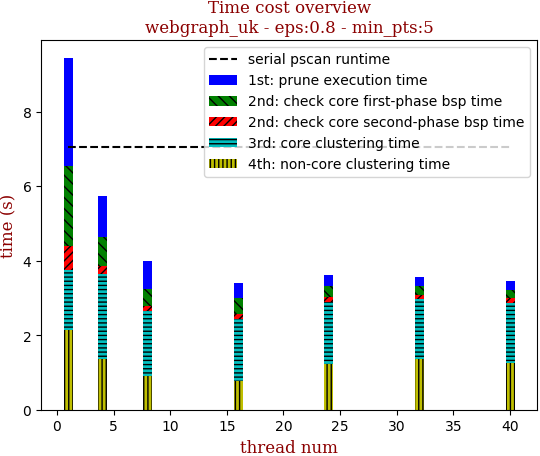 Time cost overview
webgraph_uk - eps:0.8 - min_pts:5
serial pscan runtime
1st: prune execution time
2nd: check core first-phase bsp time
2nd: check core second-phase bsp time
3rd: core clustering time
4th: non-core clustering time
time (s)
8
6
4
2
0
0 5 10 15 20 25 30 35 40
thread num